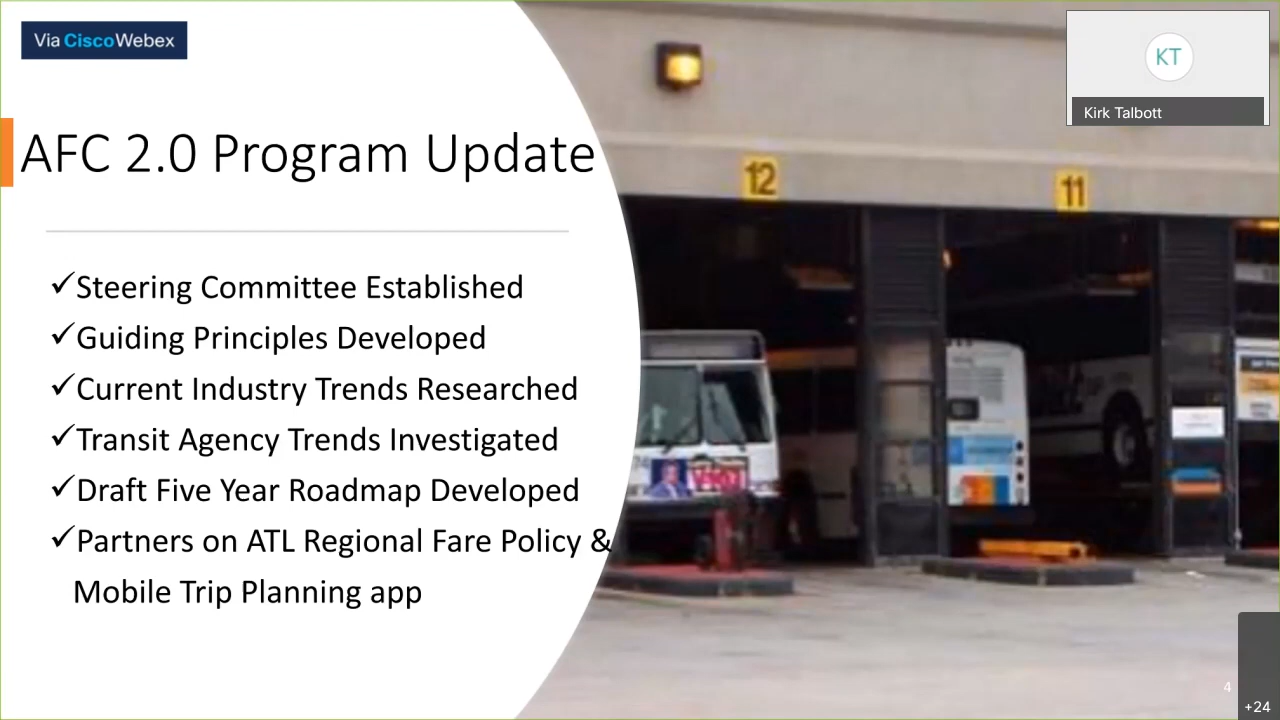 Via Cisco Webex
KT
Kirk Talbott
AFC 2.0 Program Update
12
11
✓Steering Committee Established
✓Guiding Principles Developed
✓Current Industry Trends Researched
✓Transit Agency Trends Investigated
✓Draft Five Year Roadmap Developed
✓Partners on ATL Regional Fare Policy &
Mobile Trip Planning app
4
+24